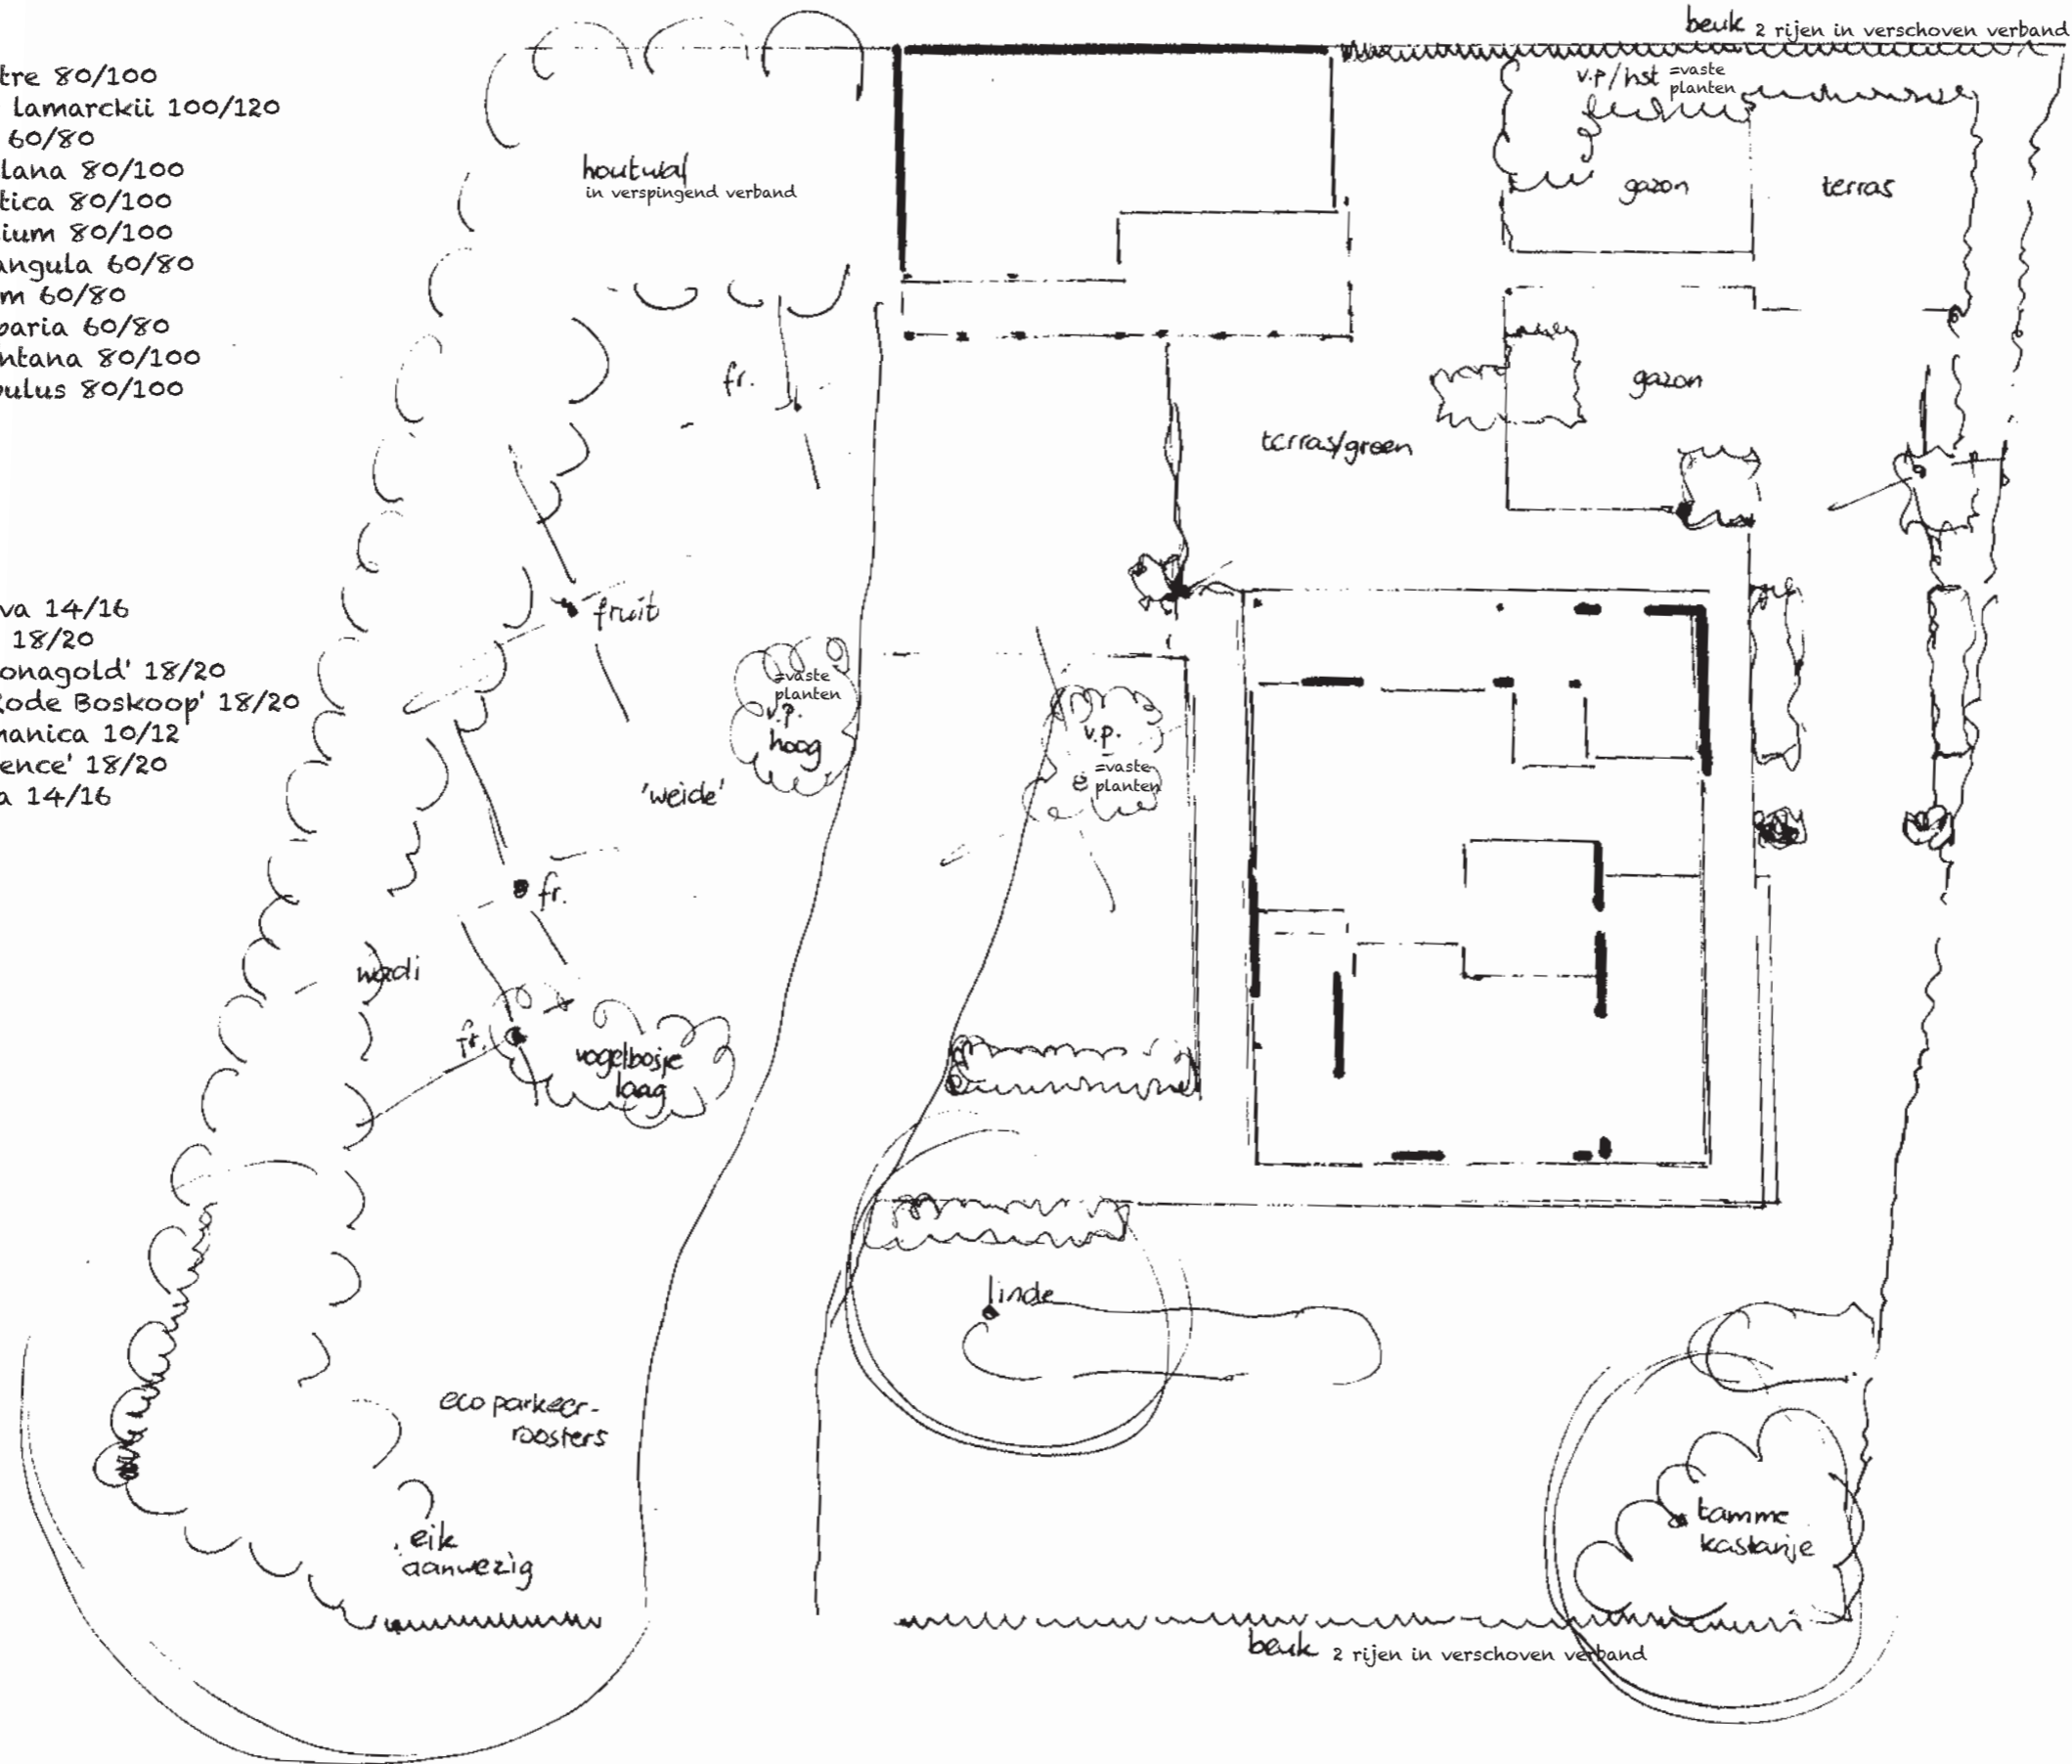 tre 80/100
lamarckii 100/120
60/80
lana 80/100
tica 80/100
ium 80/100
angula 60/80
m 60/80
paria 60/80
ntana 80/100
pulus 80/100
va 14/16
18/20
onagold' 18/20
Rode Boskoop' 18/20
manica 10/12
ence' 18/20
a 14/16
beuk 2 rijen in verschoven verband
v.p/hst =vaste
planten
houtwal
in verspingend verband
gazon
terras
fr.
gazon
terras/groen
fruit
=vaste
planten
v.p.
hoog
v.p.
=vaste
planten
'weide'
fr.
wadi
fr.
vogelbosje
laag
linde
eco parkeer-
roosters
eik
aanwezig
tamme
kastanje
beuk 2 rijen in verschoven verband